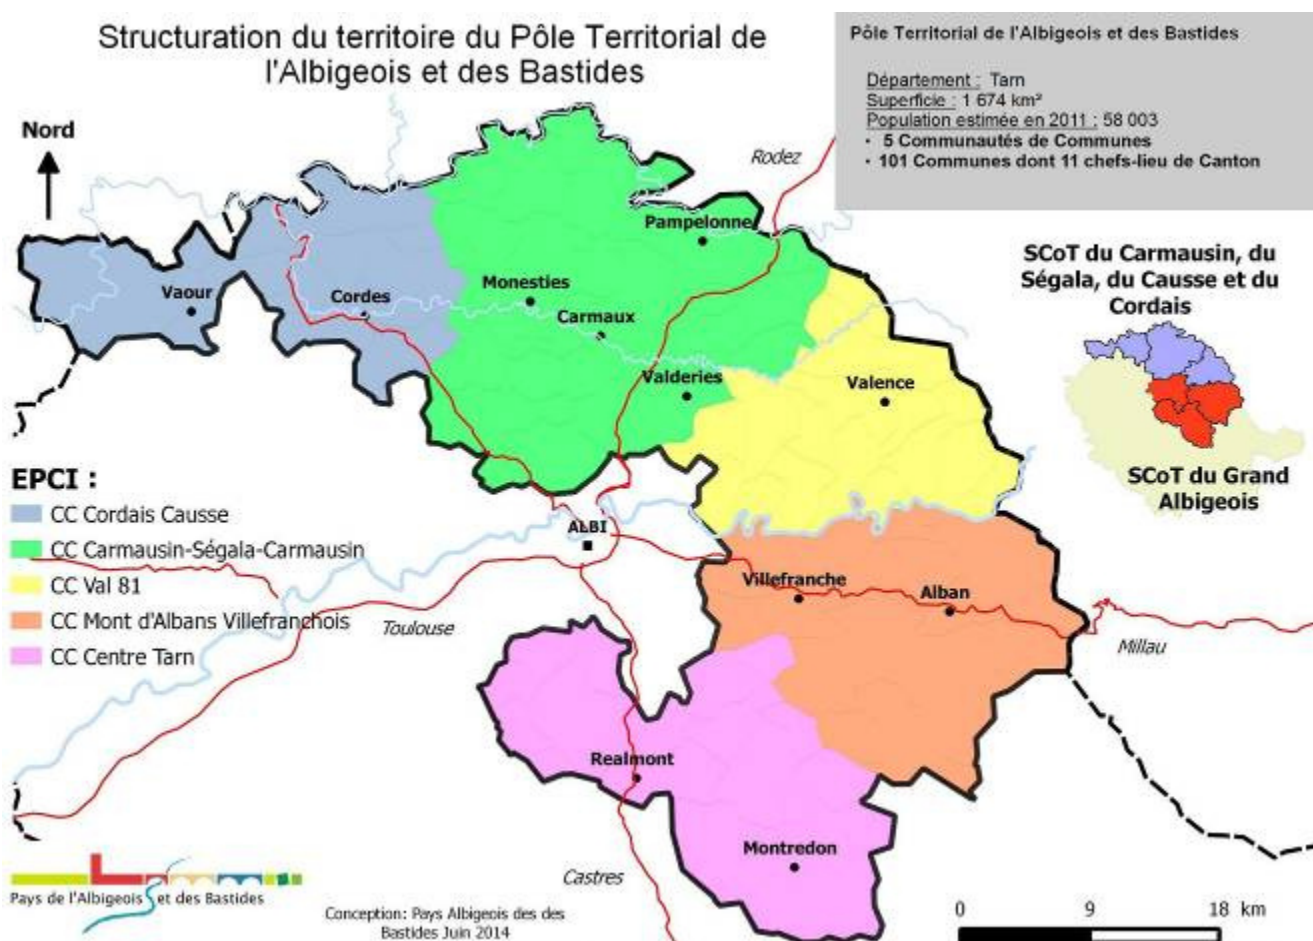 Structuration du territoire du Pôle Territorial de
l'Albigeois et des Bastides
Pôle Territorial de l'Albigeois et des Bastides
Département : Tarn
Superficie : 1 674 km²
Population estimée en 2011 : 58 003
• 5 Communautés de Communes
• 101 Communes dont 11 chefs-lieu de Canton
Nord
Rodez
Pampelonne
SCoT du Carmausin, du
Ségala, du Causse et du
Cordais
Vaour
Cordes
Monesties
Carmaux
Valderies
Valence
SCoT du Grand
Albigeois
EPCI :
CC Cordais Causse
CC Carmausin-Ségala-Carmausin
CC Val 81
CC Mont d'Albans Villefranchois
CC Centre Tarn
ALBI
Villefranche
Alban
Toulouse
Millau
Realmont
Montredon
Castres
Pays de l'Albigeois et des Bastides
Conception: Pays Albigeois des des
Bastides Juin 2014
0 9 18 km